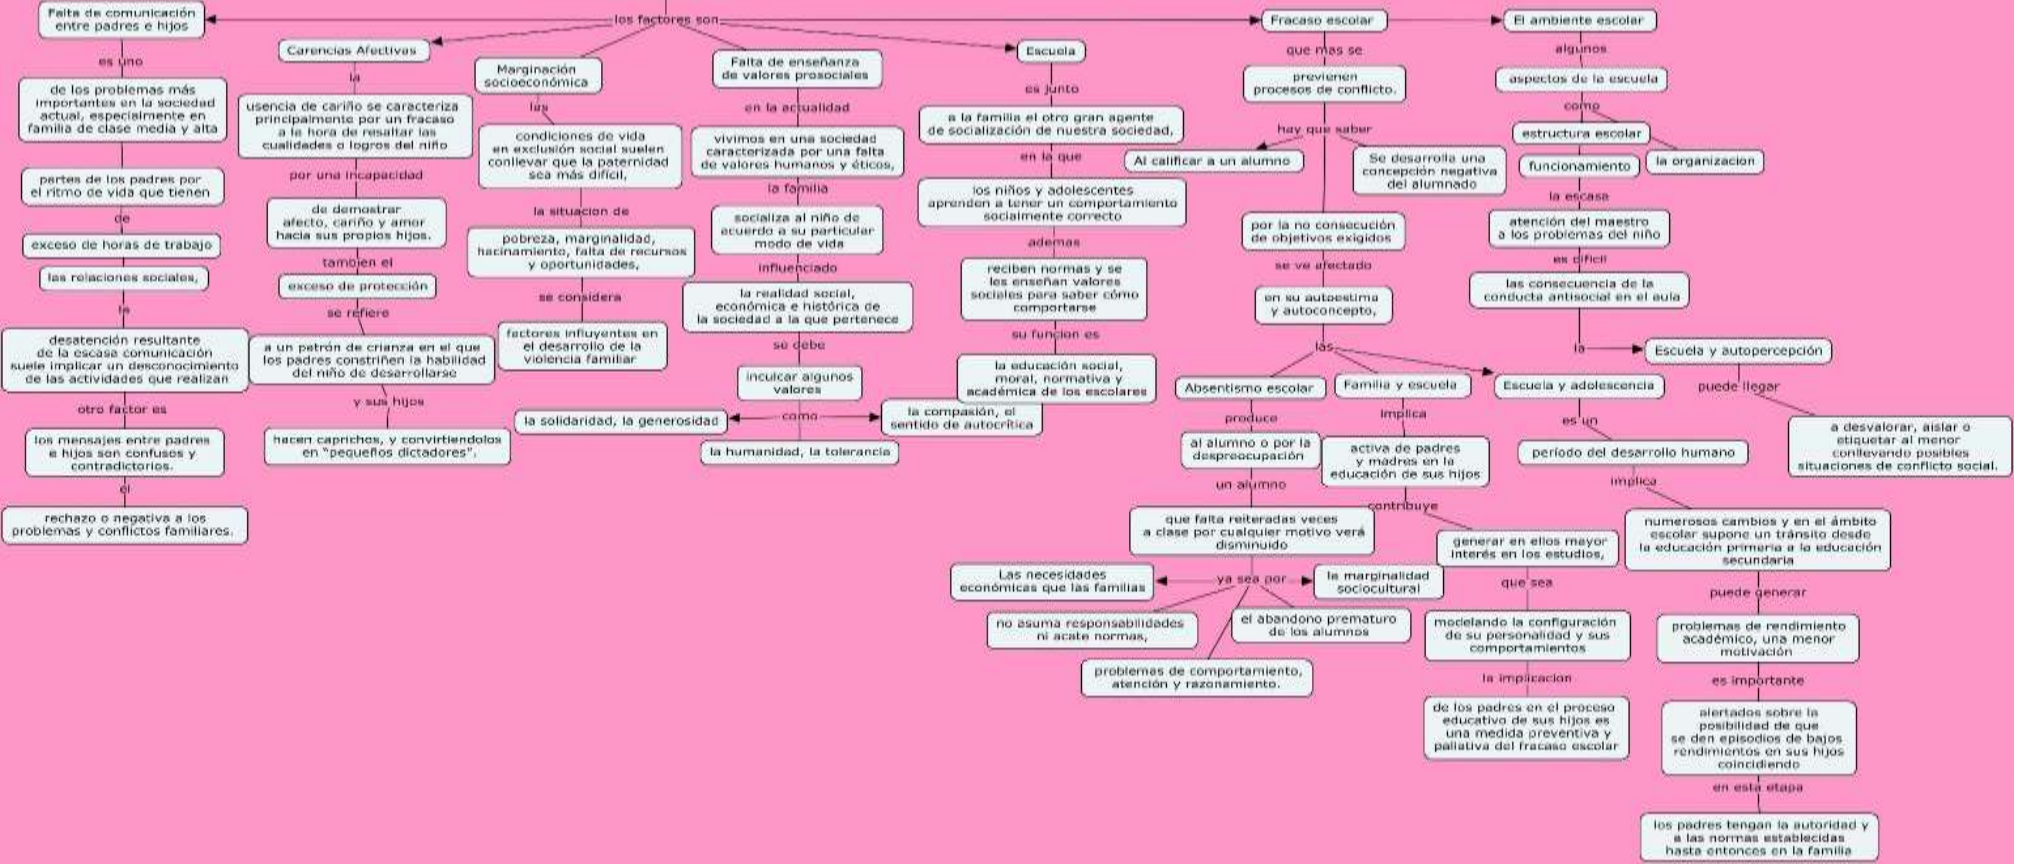 los factores son
Falta de comunicación
entre padres e hijos
es uno
de los problemas más
importantes en la sociedad
actual, especialmente en
familia de clase media y alta
partes de los padres por
el ritmo de vida que tienen
de
exceso de horas de trabajo
las relaciones sociales,
la
desatención resultante
de la escasa comunicación
suele implicar un desconocimiento
de las actividades que realizan
otro factor es
los mensajes entre padres
e hijos son confusos y
contradictorios.
el
rechazo o negativa a los
problemas y conflictos familiares.
Carencias Afectivas
la
usencia de cariño se caracteriza
principalmente por un fracaso
a la hora de resaltar las
cualidades o logros del niño
por una incapacidad
de demostrar
afecto, cariño y amor
hacia sus propios hijos.
tambien el
exceso de protección
se refiere
a un patrón de crianza en el que
los padres constriñen la habilidad
del niño de desarrollarse
y sus hijos
hacen caprichos, y convirtiendolos
en "pequeños dictadores".
Marginación
socioeconómica
las
condiciones de vida
en exclusión social suelen
conllevar que la paternidad
sea más difícil,
la situacion de
pobreza, marginalidad,
hacinamiento, falta de recursos
y oportunidades,
se considera
factores influyentes en
el desarrollo de la
violencia familiar
Falta de enseñanza
de valores prosociales
en la actualidad
vivimos en una sociedad
caracterizada por una falta
de valores humanos y éticos,
la familia
socializa al niño de
acuerdo a su particular
modo de vida
influenciado
la realidad social,
económica e histórica de
la sociedad a la que pertenece
se debe
inculcar algunos
valores
como
la solidaridad, la generosidad
la compasión, el
sentido de autocrítica
la humanidad, la tolerancia
Escuela
es junto
a la familia el otro gran agente
de socialización de nuestra sociedad,
en la que
los niños y adolescentes
aprenden a tener un comportamiento
socialmente correcto
ademas
reciben normas y se
les enseñan valores
sociales para saber cómo
comportarse
su funcion es
la educación social,
moral, normativa y
académica de los escolares
Fracaso escolar
que mas se
previenen
procesos de conflicto.
hay que saber
Al calificar a un alumno
Se desarrolla una
concepción negativa
del alumnado
por la no consecución
de objetivos exigidos
se ve afectado
en su autoestima
y autoconcepto,
las
Absentismo escolar
produce
al alumno o por la
despreocupación
un alumno
que falta reiteradas veces
a clase por cualquier motivo verá
disminuido
ya sea por
Las necesidades
económicas que las familias
la marginalidad
sociocultural
no asuma responsabilidades
ni acate normas,
el abandono prematuro
de los alumnos
problemas de comportamiento,
atención y razonamiento.
Familia y escuela
implica
activa de padres
y madres en la
educación de sus hijos
contribuye
generar en ellos mayor
interés en los estudios,
que sea
modelando la configuración
de su personalidad y sus
comportamientos
la implicacion
de los padres en el proceso
educativo de sus hijos es
una medida preventiva y
paliativa del fracaso escolar
Escuela y adolescencia
es un
período del desarrollo humano
implica
numerosos cambios y en el ámbito
escolar supone un tránsito desde
la educación primaria a la educación
secundaria
puede generar
problemas de rendimiento
académico, una menor
motivación
es importante
alertados sobre la
posibilidad de que
se den episodios de bajos
rendimientos en sus hijos
coincidiendo
en esta etapa
los padres tengan la autoridad y
a las normas establecidas
hasta entonces en la familia
El ambiente escolar
algunos
aspectos de la escuela
como
estructura escolar
funcionamiento
la organizacion
la escasa
atención del maestro
a los problemas del niño
es dificil
las consecuencia de la
conducta antisocial en el aula
la
Escuela y autopercepción
puede llegar
a desvalorar, aislar o
etiquetar al menor
conllevando posibles
situaciones de conflicto social.